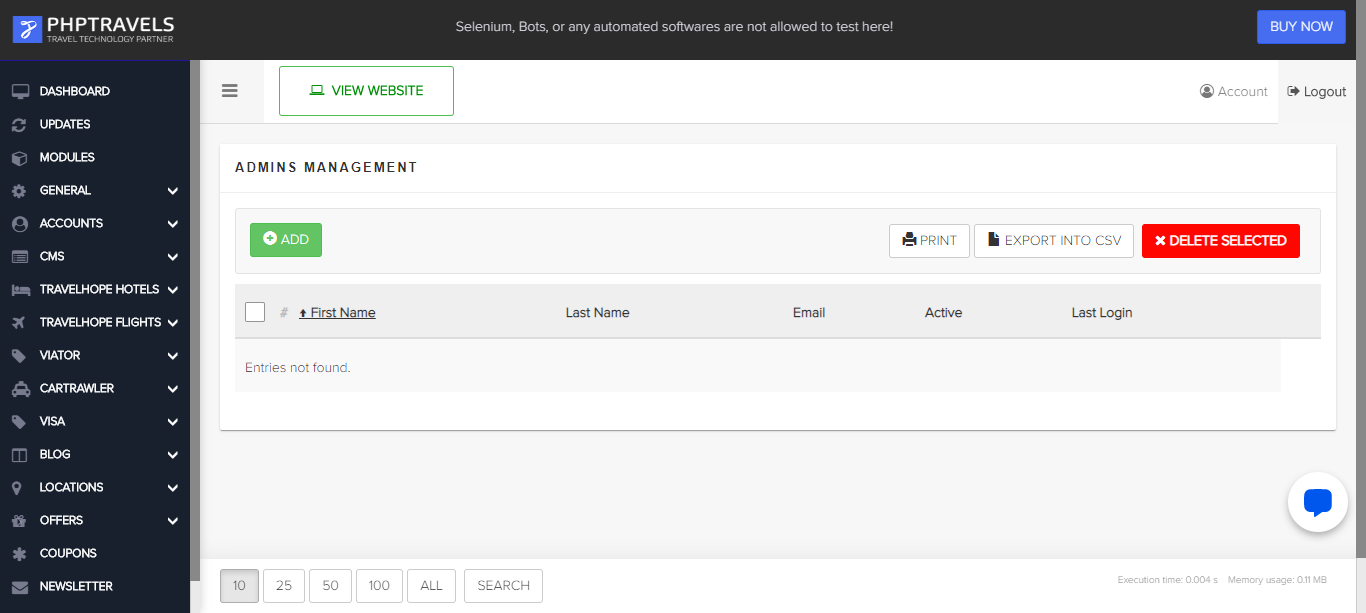 PHPTRAVELS
TRAVEL TECHNOLOGY PARTNER
Selenium, Bots, or any automated softwares are not allowed to test here!
BUY NOW
DASHBOARD
UPDATES
MODULES
GENERAL
ACCOUNTS
CMS
TRAVELHOPE HOTELS
TRAVELHOPE FLIGHTS
VIATOR
CARTRAWLER
VISA
BLOG
LOCATIONS
OFFERS
COUPONS
NEWSLETTER
VIEW WEBSITE
Account
Logout
ADMINS MANAGEMENT
ADD
PRINT
EXPORT INTO CSV
DELETE SELECTED
# First Name Last Name Email Active Last Login
Entries not found.
10 25 50 100 ALL SEARCH
Execution time: 0.004 s Memory usage: 0.11 MB